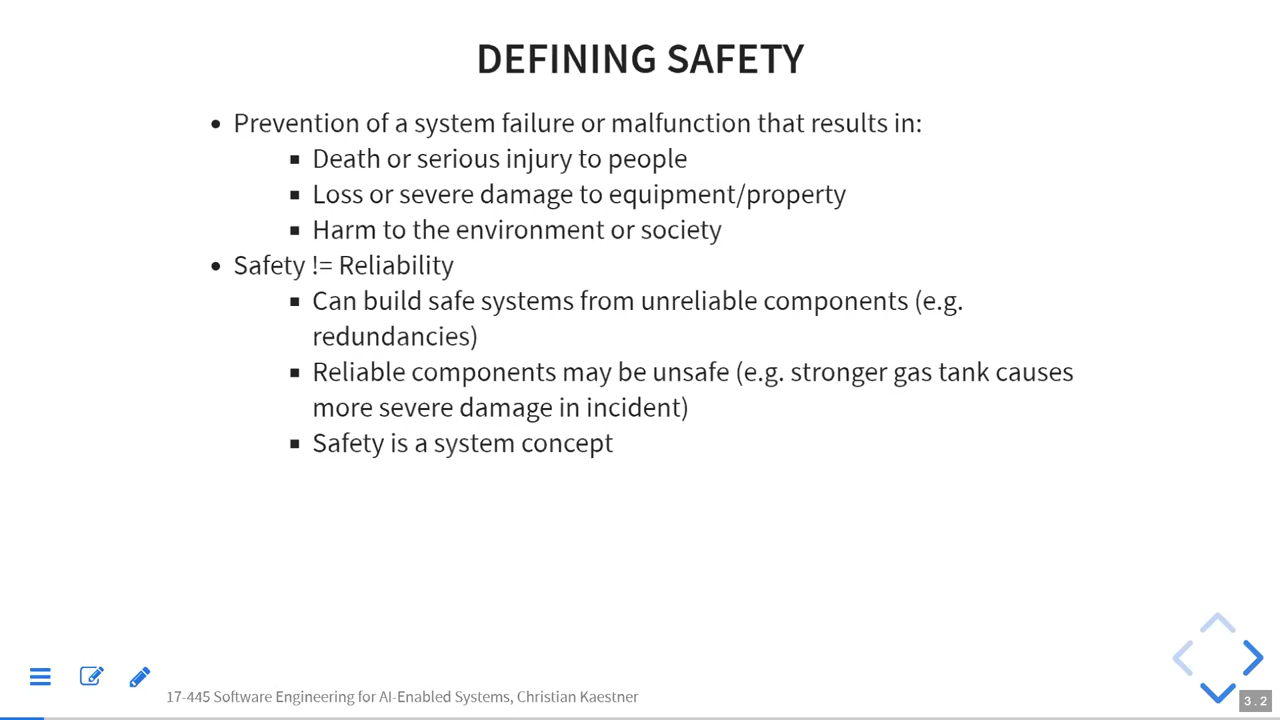 DEFINING SAFETY
• Prevention of a system failure or malfunction that results in:
▪ Death or serious injury to people
▪ Loss or severe damage to equipment/property
▪ Harm to the environment or society
• Safety != Reliability
▪ Can build safe systems from unreliable components (e.g.
redundancies)
▪ Reliable components may be unsafe (e.g. stronger gas tank causes
more severe damage in incident)
▪ Safety is a system concept
17-445 Software Engineering for AI-Enabled Systems, Christian Kaestner
3 . 2